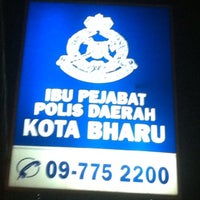 IBU PEJABAT
POLIS DAERAH
KOTA BHARU
09-775 2200